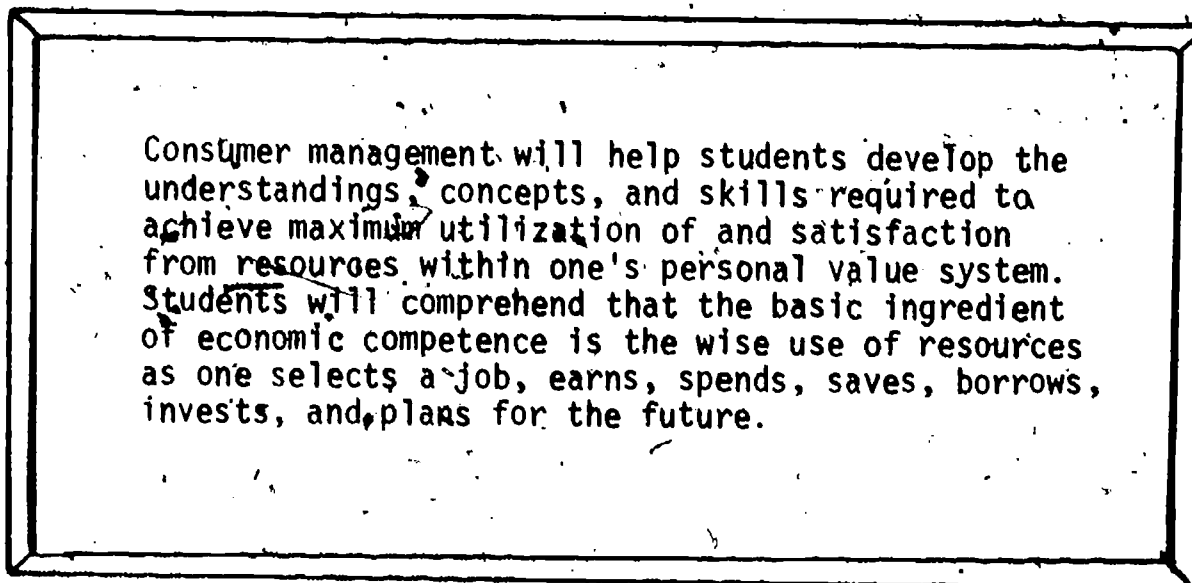 Consumer management will help students develop the
understandings, concepts, and skills required to
achieve maximum utilization of and satisfaction
from resources within one's personal value system.
Students will comprehend that the basic ingredient
of economic competence is the wise use of resources
as one selects a job, earns, spends, saves, borrows,
invests, and plans for the future.